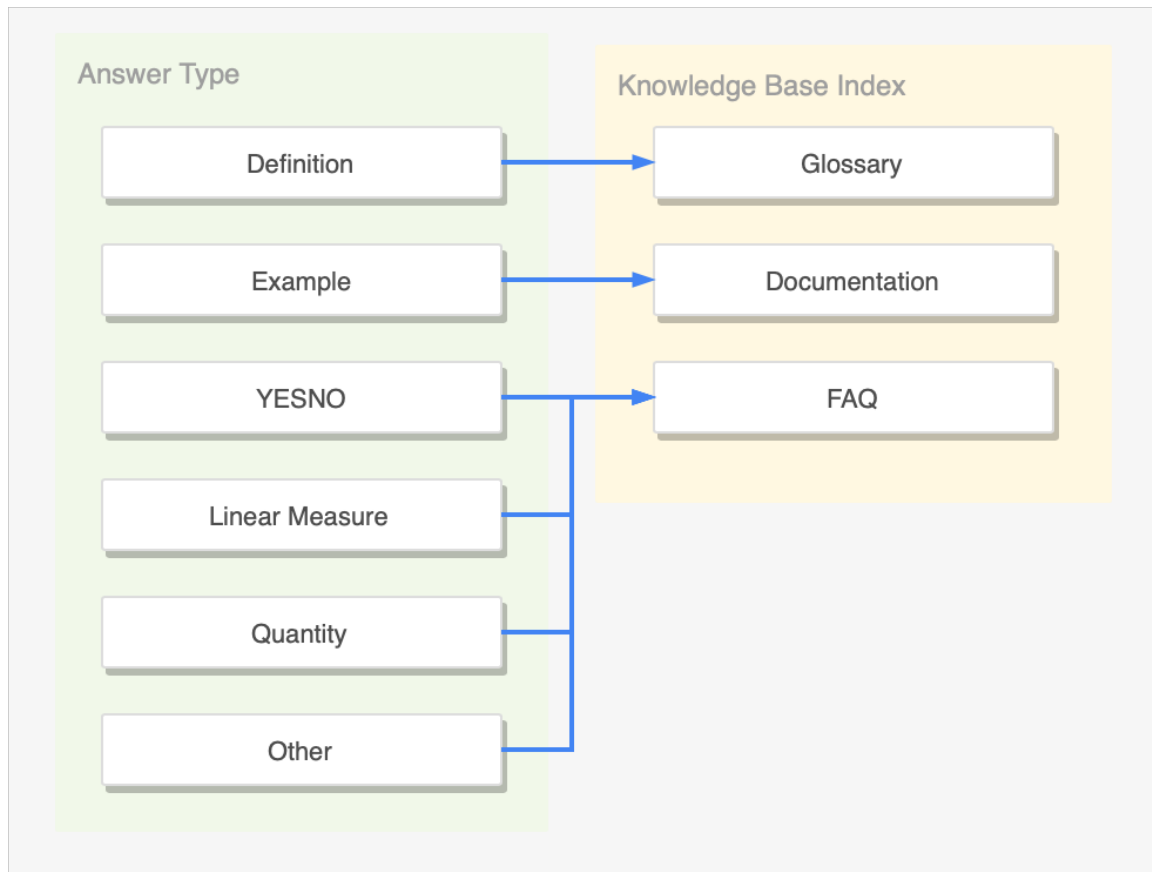 Answer Type
Knowledge Base Index
Definition
Glossary
Example
Documentation
YESNO
FAQ
Linear Measure
Quantity
Other